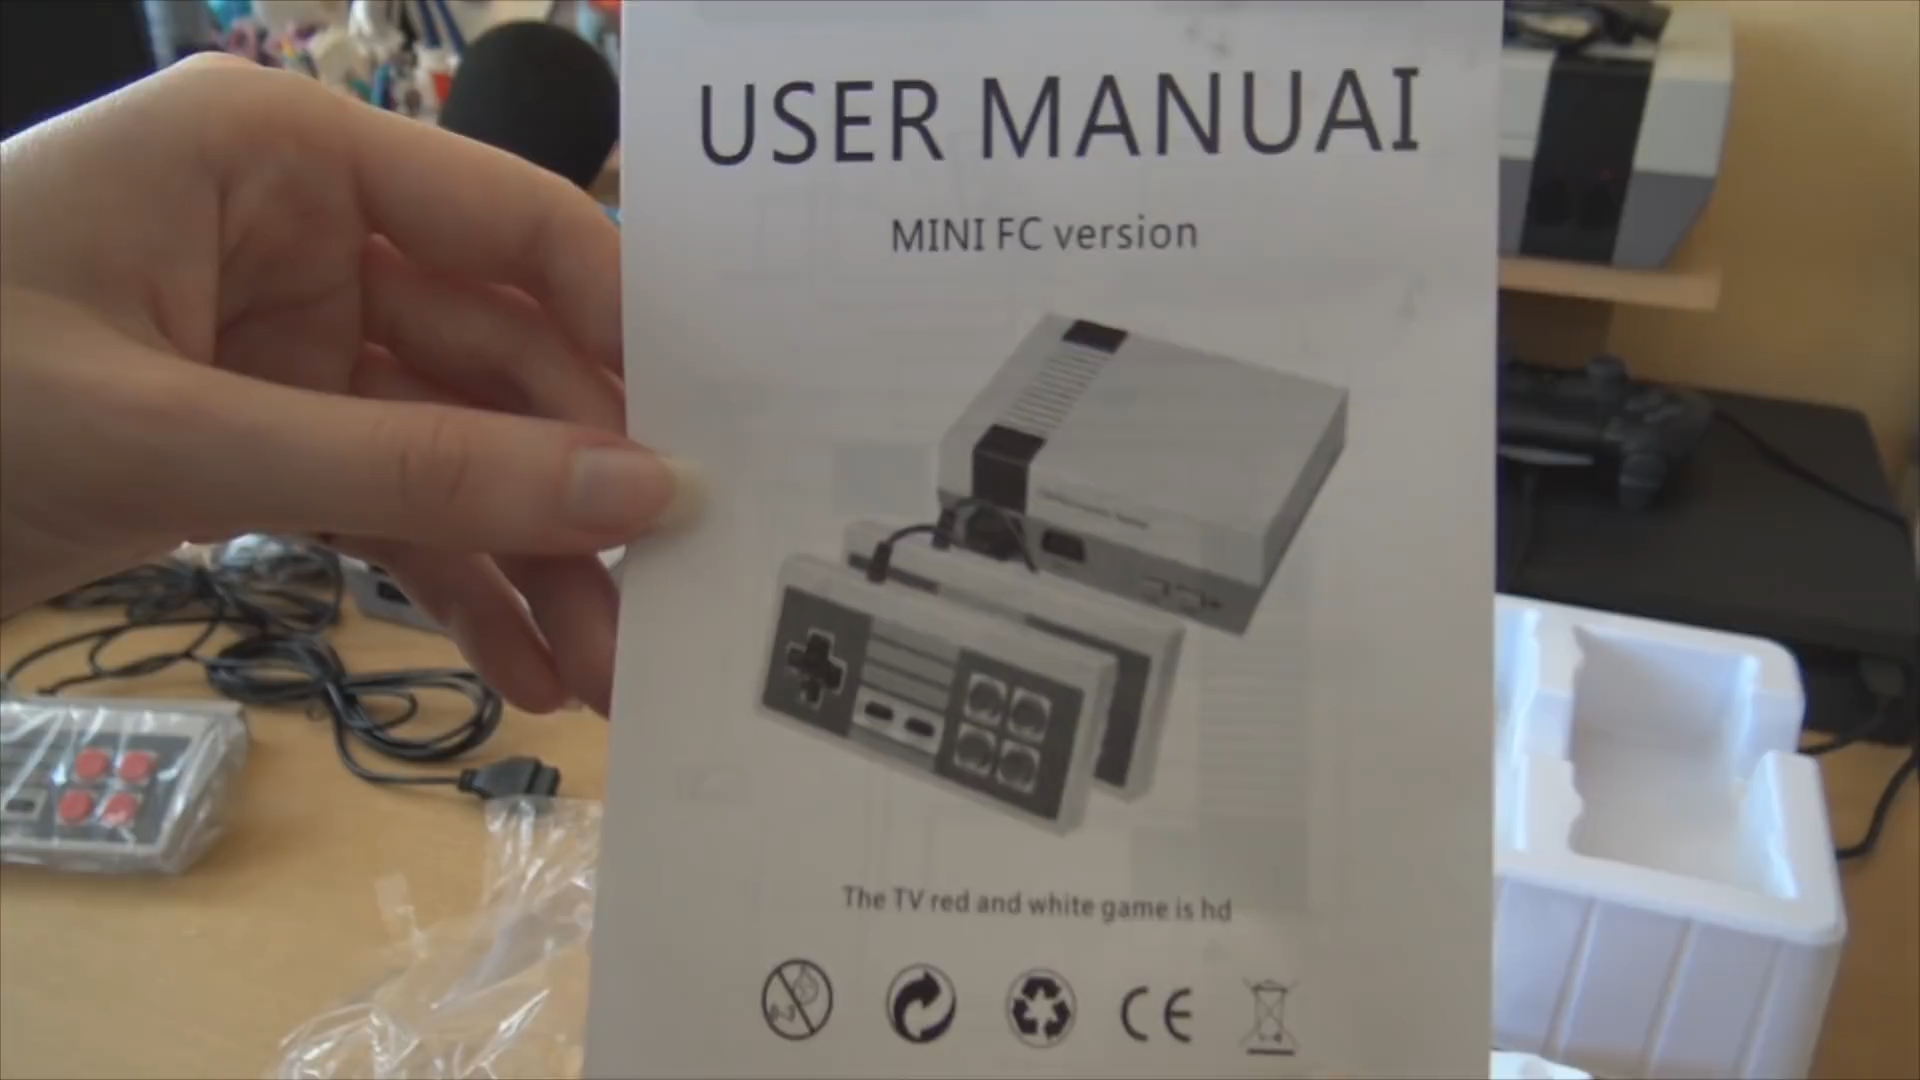 USER MANUAI
MINI FC version
The TV red and white game is hd
CE